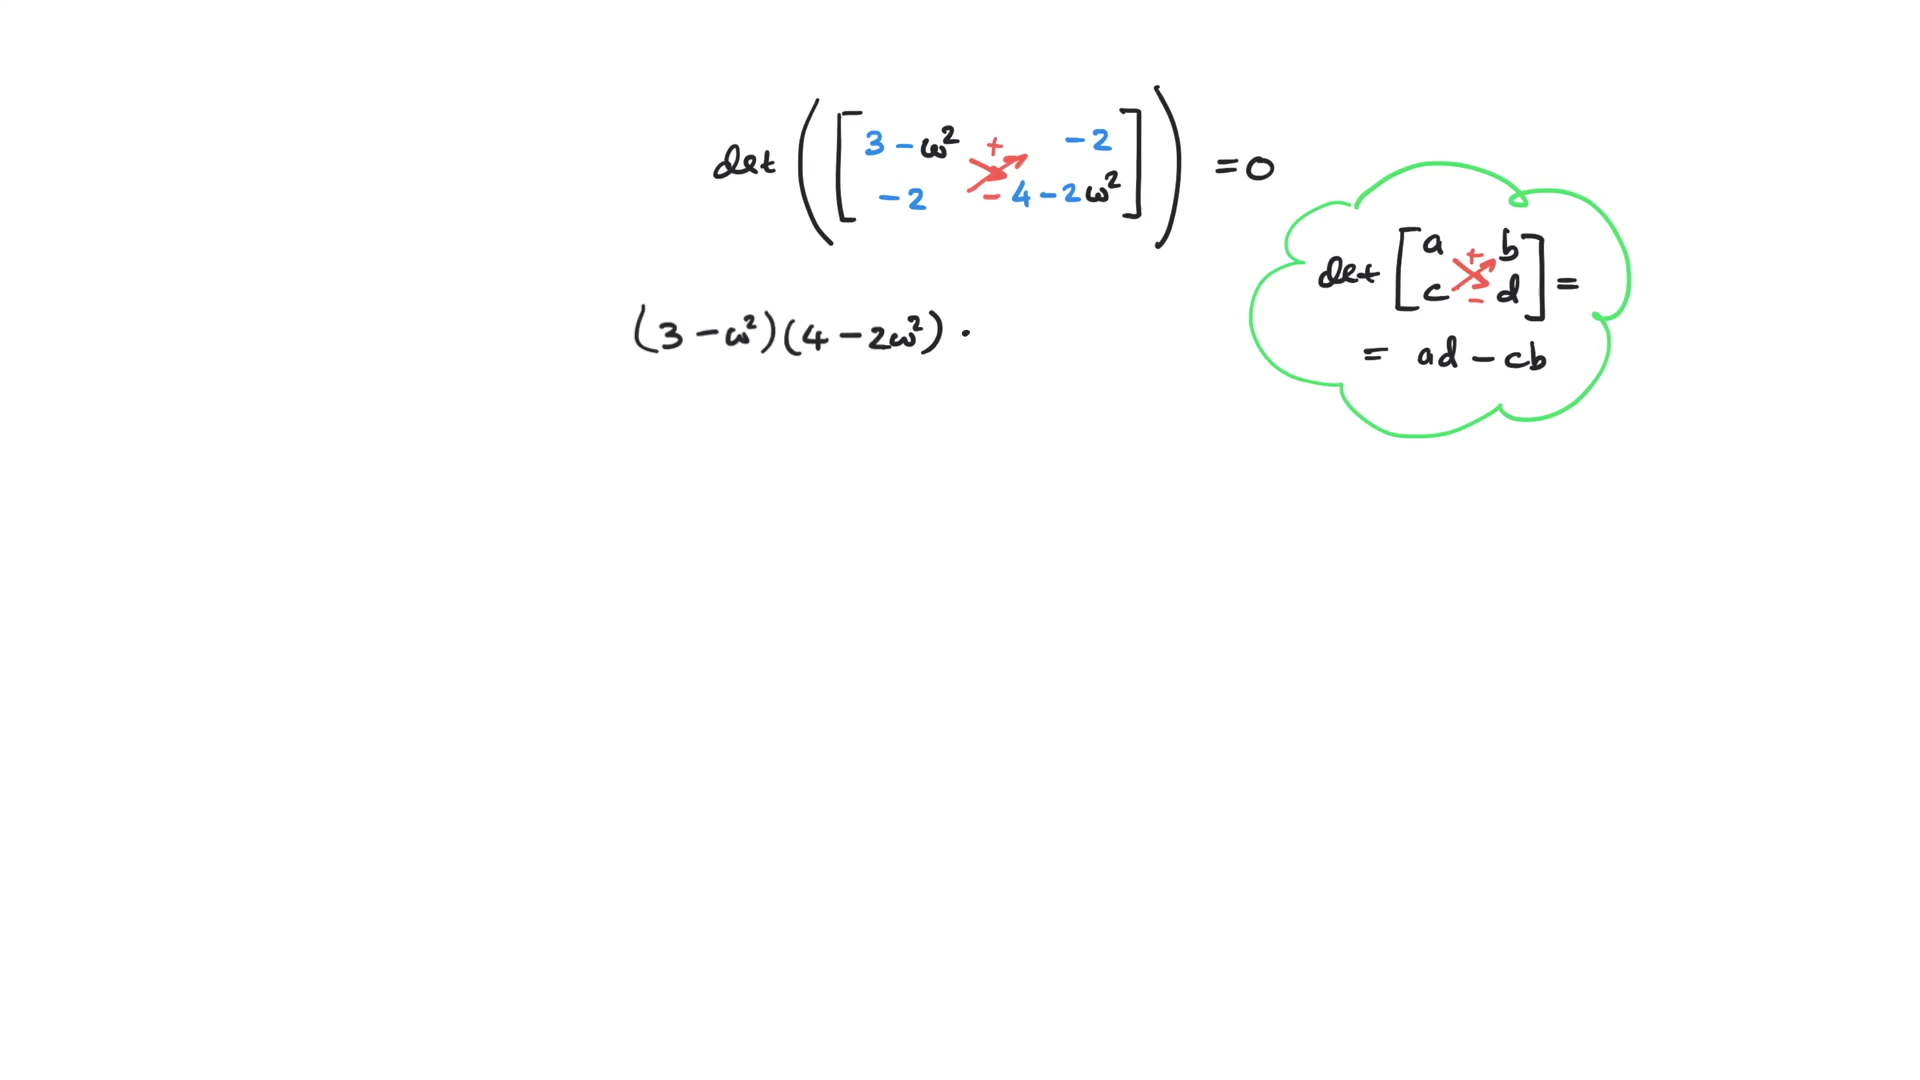 det ([3 - ω² + -2
-2 - 4 - 2ω²]) = 0
det [a + b
c - d] =
= ad - cb
(3 - ω²)(4 - 2ω²) ·